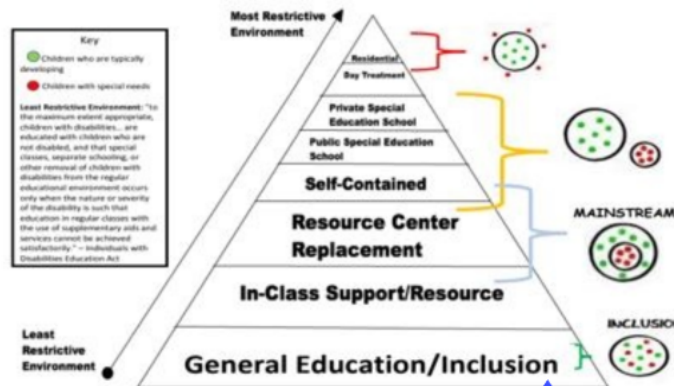 Key
Children who are typically
developing
Children with special needs
Least Restrictive Environment: "to
the maximum extent appropriate,
children with disabilities... are
educated with children who are
not disabled, and that special
classes, separate schooling, or
other removal of children with
disabilities from the regular
educational environment occurs
only when the nature or severity
of the disability is such that
education in regular classes with
the use of supplementary aids and
services cannot be achieved
satisfactorily." – Individuals with
Disabilities Education Act
Most Restrictive
Environment
Residential
Day Treatment
Private Special
Education School
Public Special Education
School
Self-Contained
Resource Center
Replacement
In-Class Support/Resource
General Education/Inclusion
Least
Restrictive
Environment
MAINSTREAM
INCLUSIO